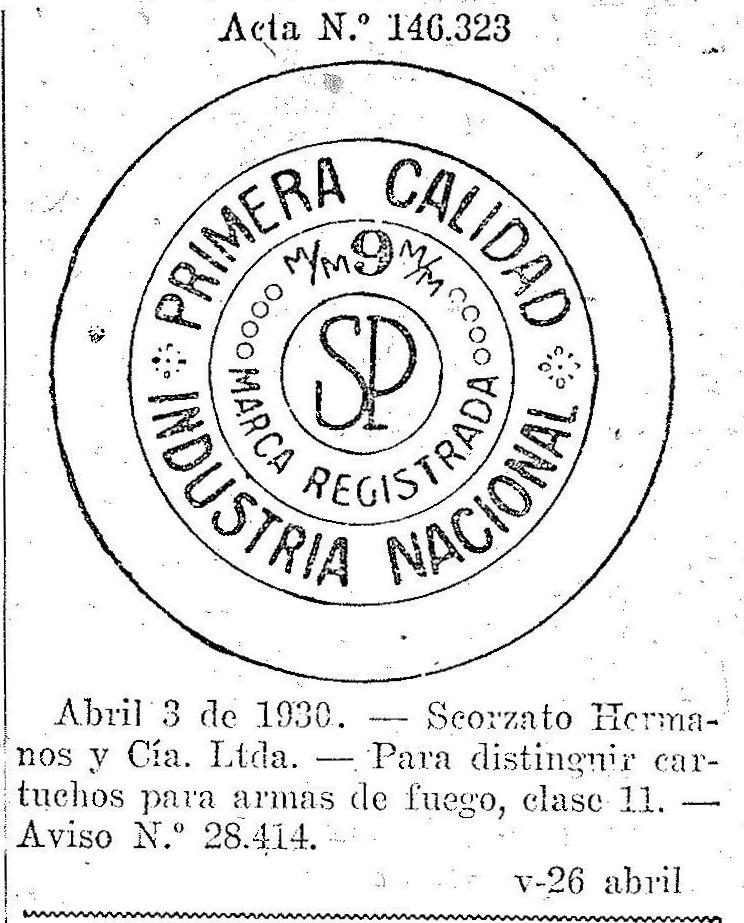 Acta N.º 146.323
PRIMERA CALIDAD
M/M 9 M/M
SP
MARCA REGISTRADA
INDUSTRIA NACIONAL
Abril 3 de 1930. — Scorzato Herma-
nos y Cía. Ltda. — Para distinguir car-
tuchos para armas de fuego, clase 11. —
Aviso N.º 28.414.
v-26 abril